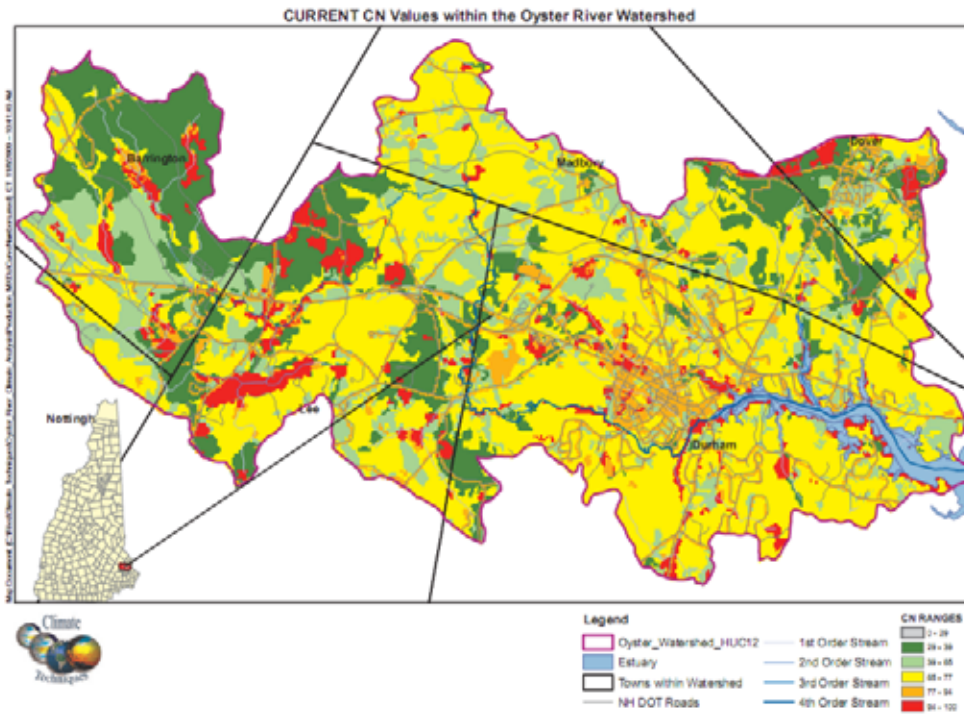 CURRENT CN Values within the Oyster River Watershed
Barrington
Madbury
Dover
Lee
Durham
Nottingh
Climate
Techniques
Legend
Oyster_Watershed_HUC12
Estuary
Towns within Watershed
NH DOT Roads
1st Order Stream
2nd Order Stream
3rd Order Stream
4th Order Stream
CN RANGES